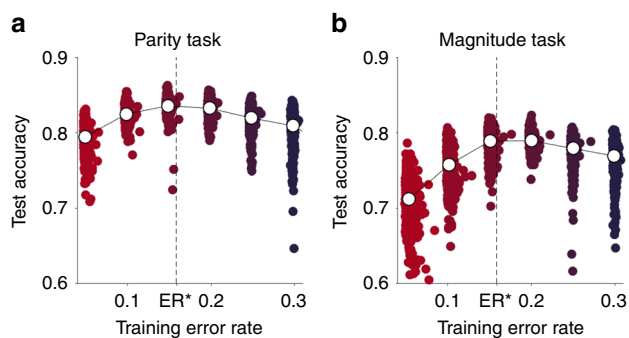 a
Parity task
0.9
0.8
0.7
0.6
Test accuracy
0.1 ER* 0.2 0.3
Training error rate
b
Magnitude task
0.9
0.8
0.7
0.6
Test accuracy
0.1 ER* 0.2 0.3
Training error rate